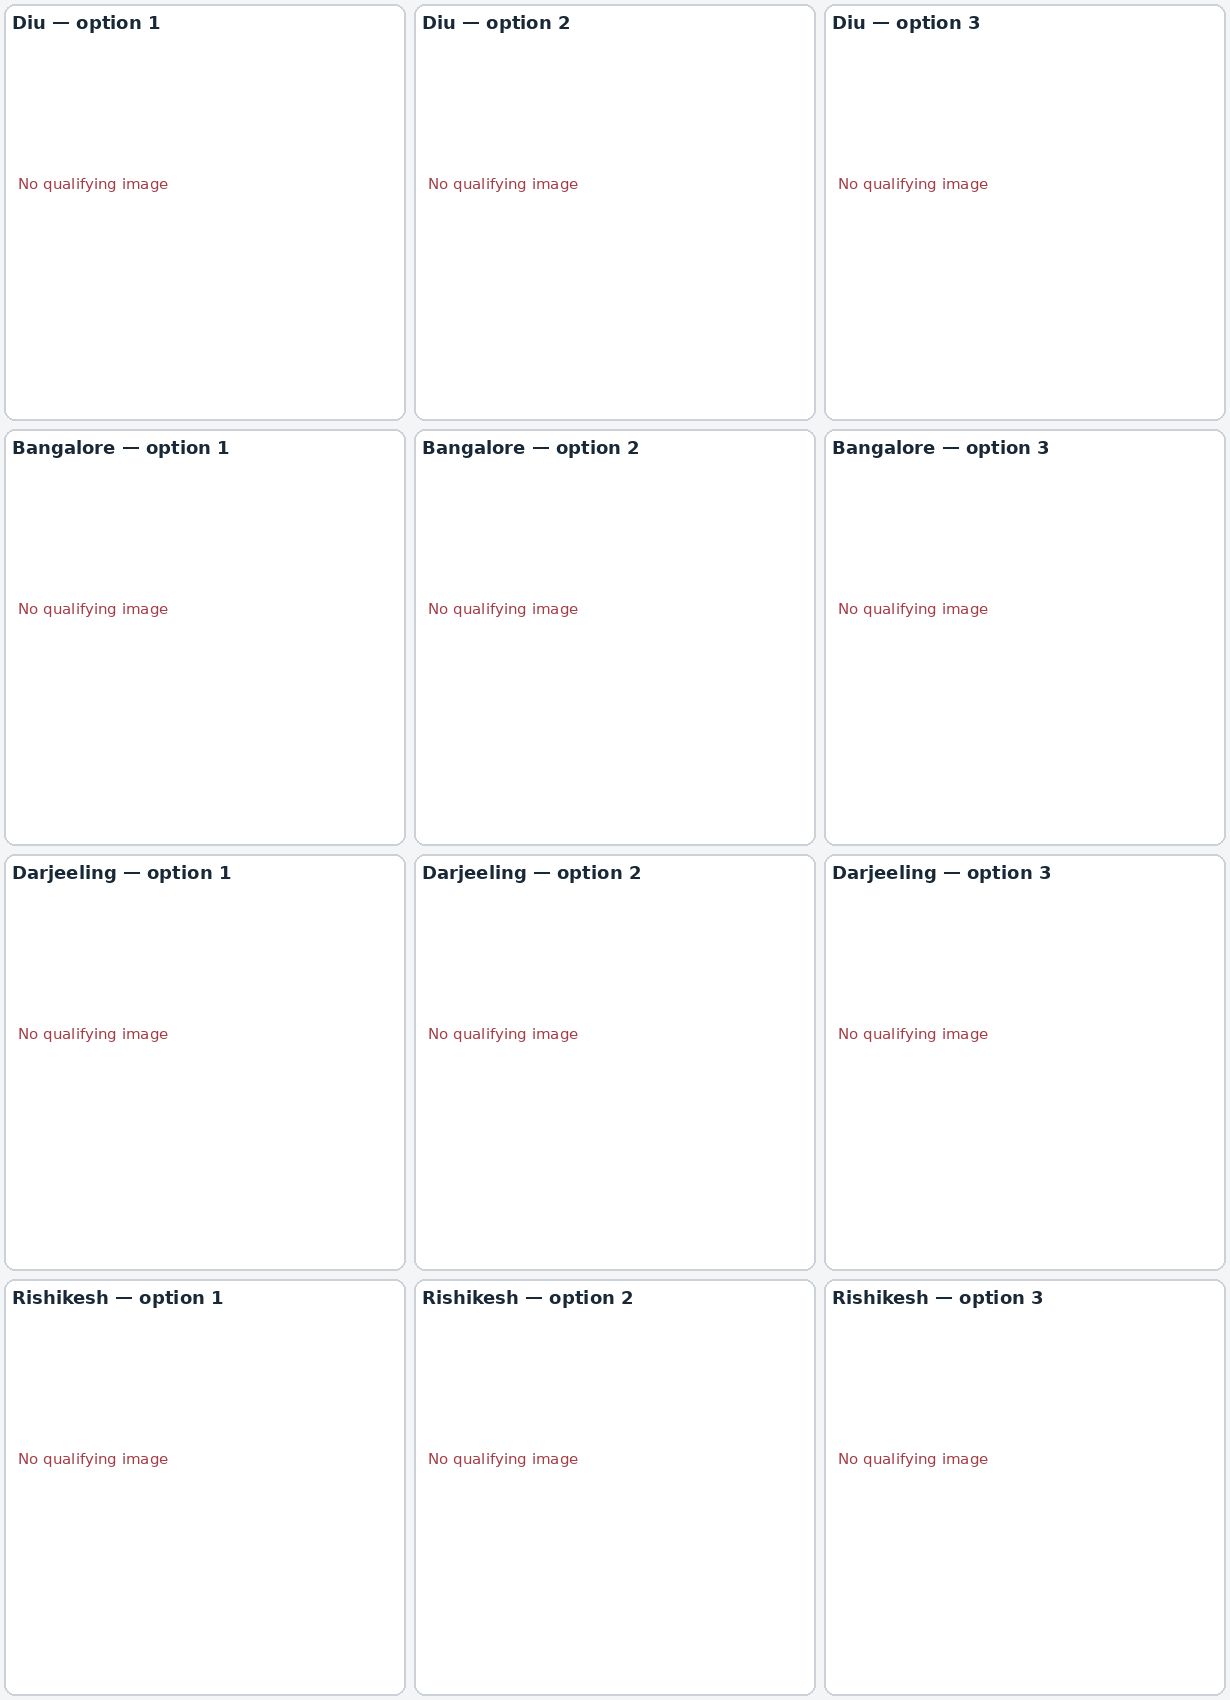 Diu — option 1
Diu — option 2
Diu — option 3
No qualifying image
No qualifying image
No qualifying image
Bangalore — option 1
Bangalore — option 2
Bangalore — option 3
No qualifying image
No qualifying image
No qualifying image
Darjeeling — option 1
Darjeeling — option 2
Darjeeling — option 3
No qualifying image
No qualifying image
No qualifying image
Rishikesh — option 1
Rishikesh — option 2
Rishikesh — option 3
No qualifying image
No qualifying image
No qualifying image